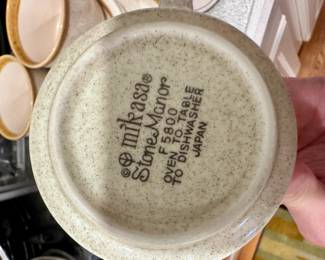 mikasa®
© Stone Manor
F 5800
OVEN TO TABLE
TO DISHWASHER
JAPAN